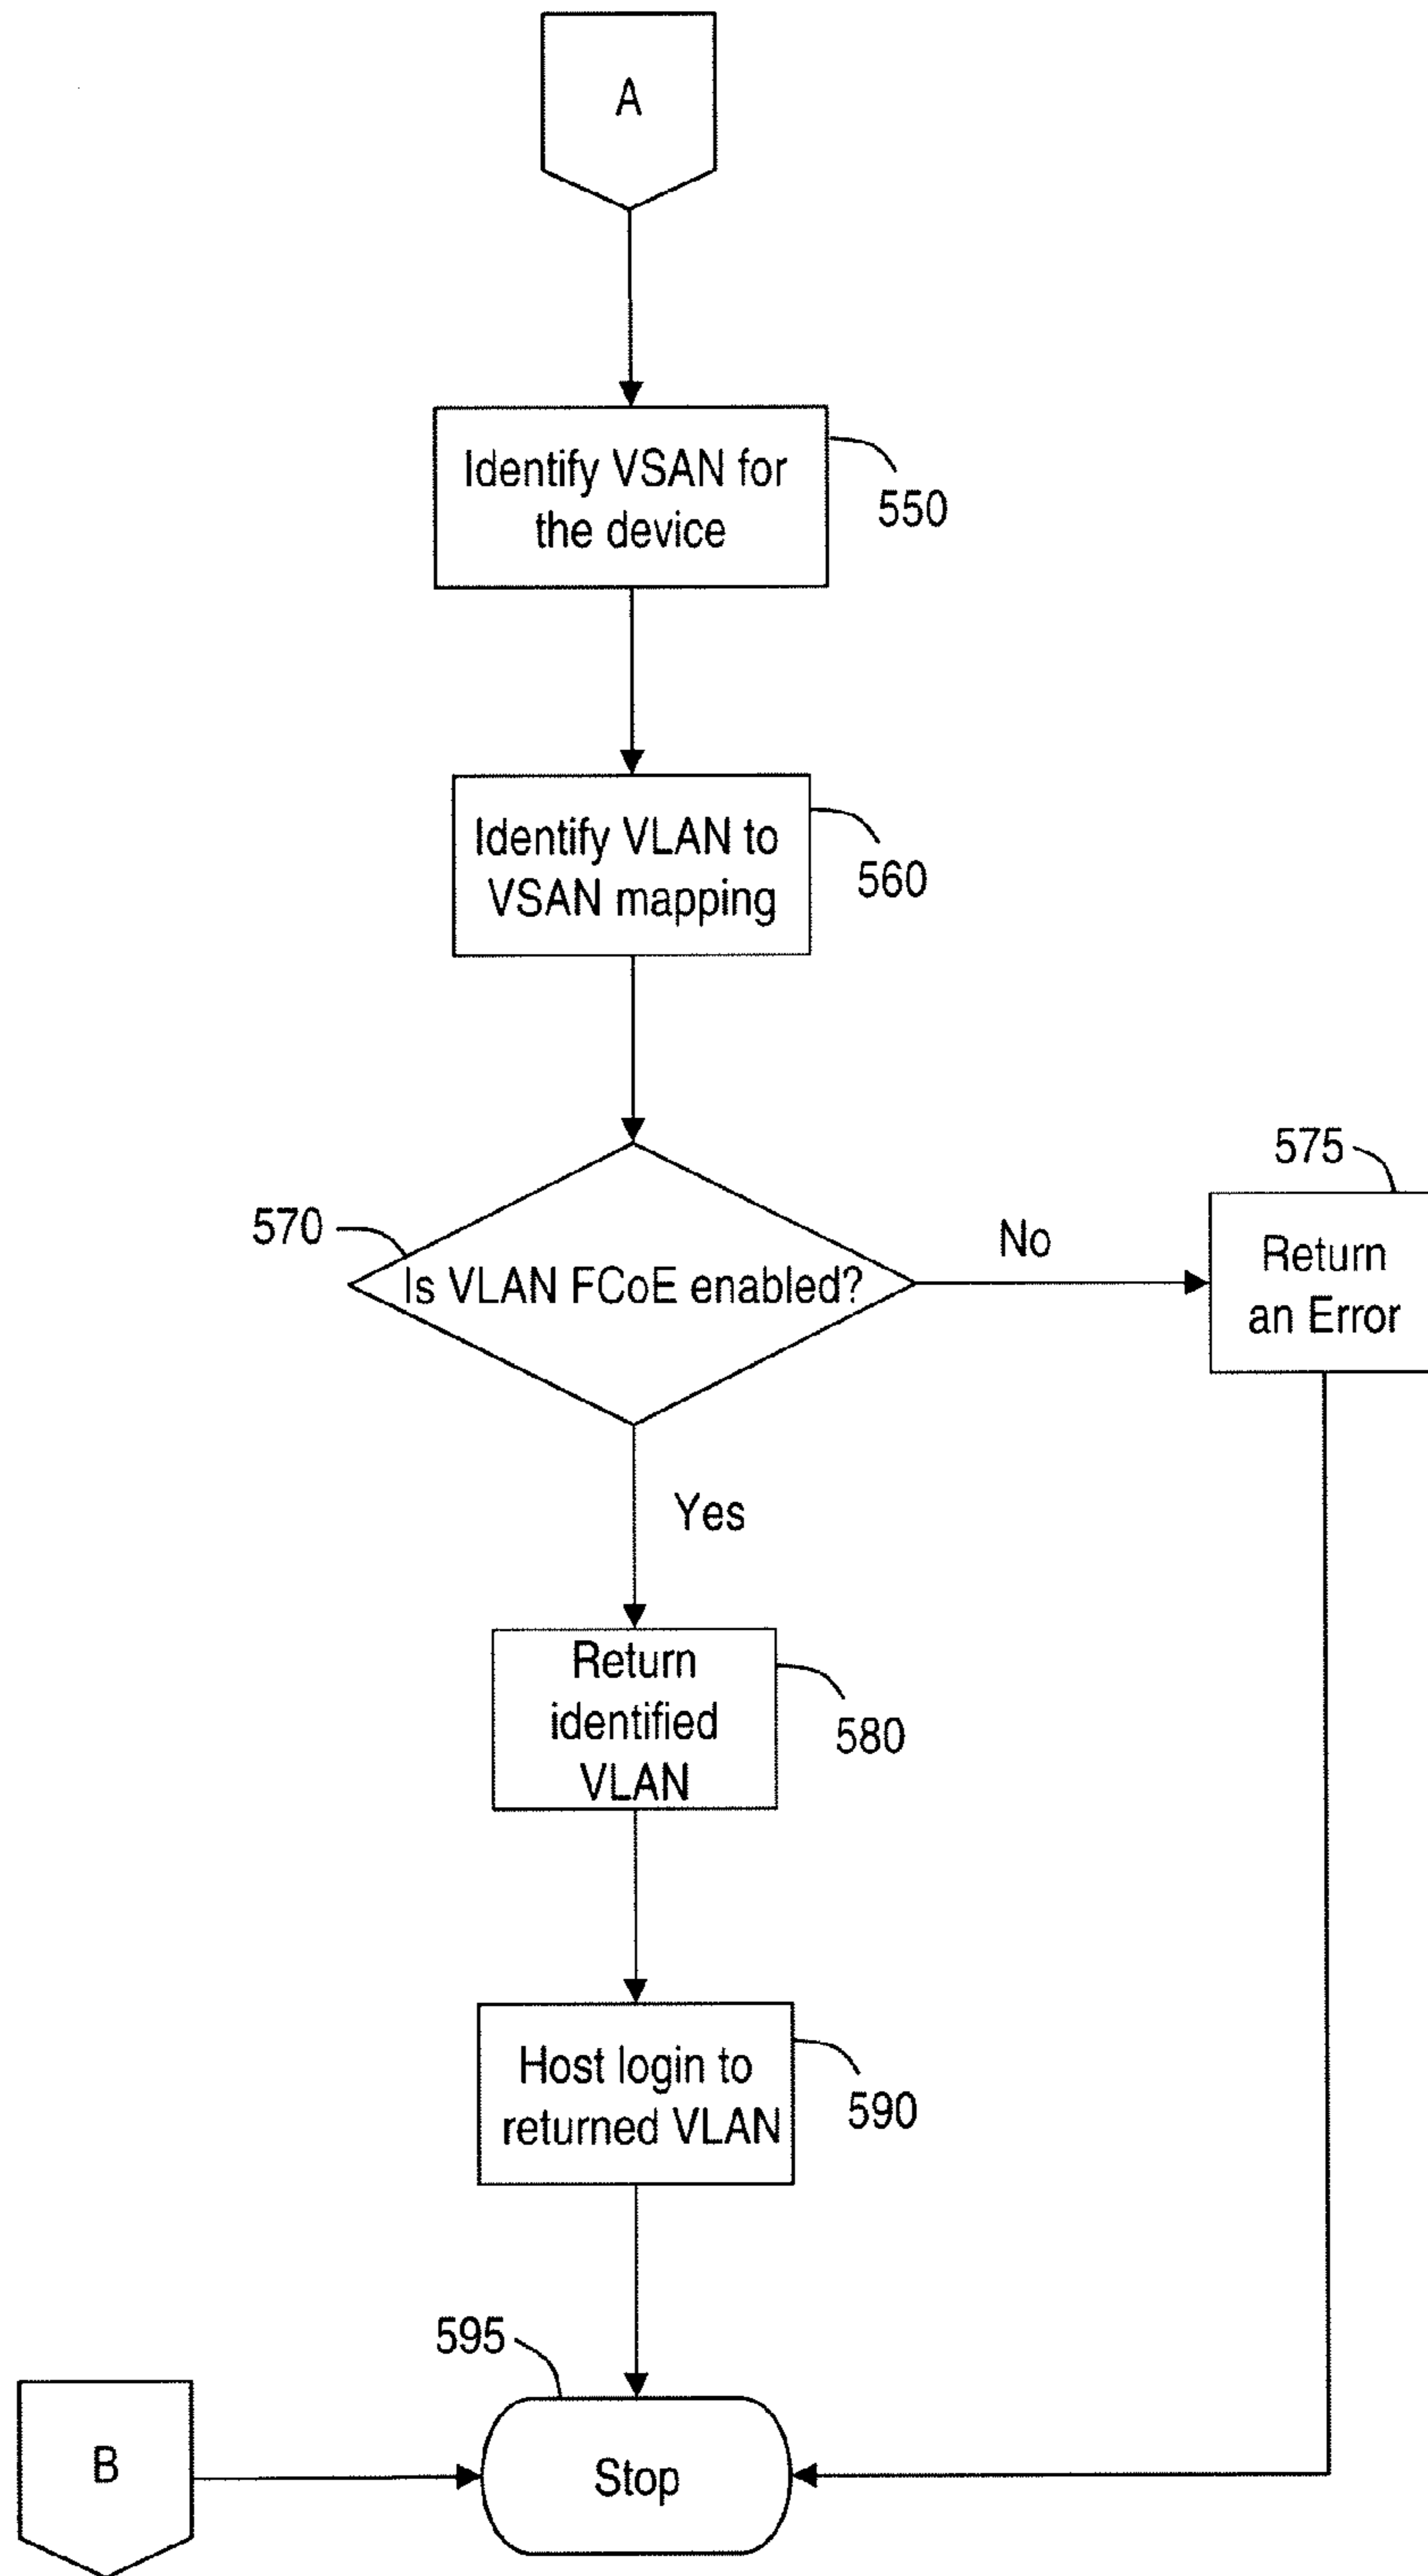 A
Identify VSAN for
the device
550
Identify VLAN to
VSAN mapping
560
570
Is VLAN FCoE enabled?
No
575
Return
an Error
Yes
Return
identified
VLAN
580
Host login to
returned VLAN
590
595
B
Stop